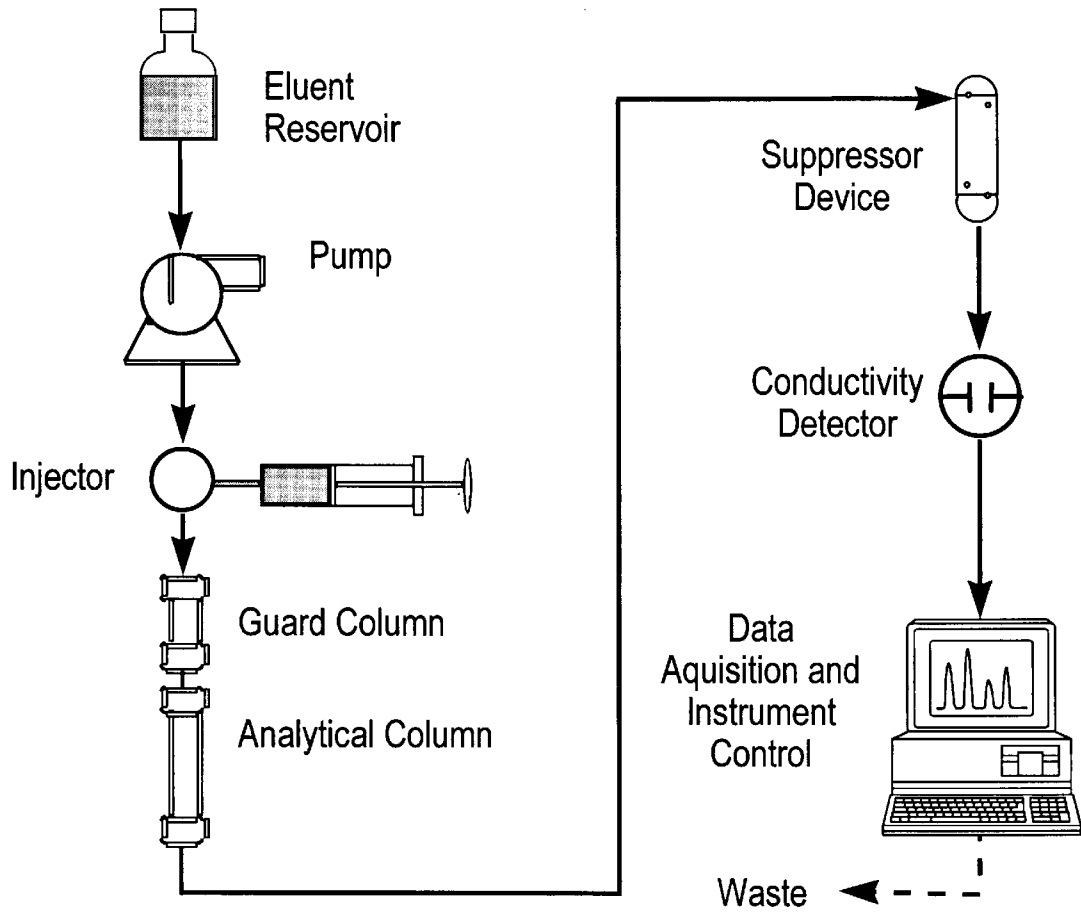 Eluent
Reservoir
Pump
Injector
Guard Column
Analytical Column
Suppressor
Device
Conductivity
Detector
Data
Aquisition and
Instrument
Control
Waste